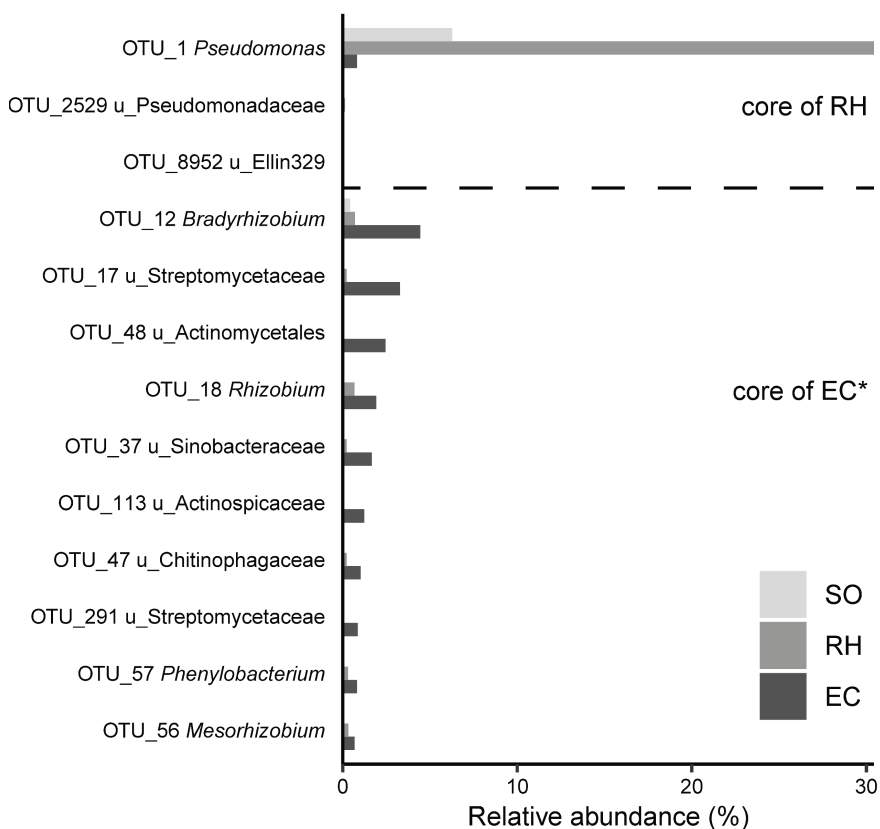 OTU_1 Pseudomonas
OTU_2529 u_Pseudomonadaceae
core of RH
OTU_8952 u_Ellin329
OTU_12 Bradyrhizobium
OTU_17 u_Streptomycetaceae
OTU_48 u_Actinomycetales
OTU_18 Rhizobium
core of EC*
OTU_37 u_Sinobacteraceae
OTU_113 u_Actinospicaceae
OTU_47 u_Chitinophagaceae
OTU_291 u_Streptomycetaceae
OTU_57 Phenylobacterium
OTU_56 Mesorhizobium
SO
RH
EC
0 10 20 30
Relative abundance (%)